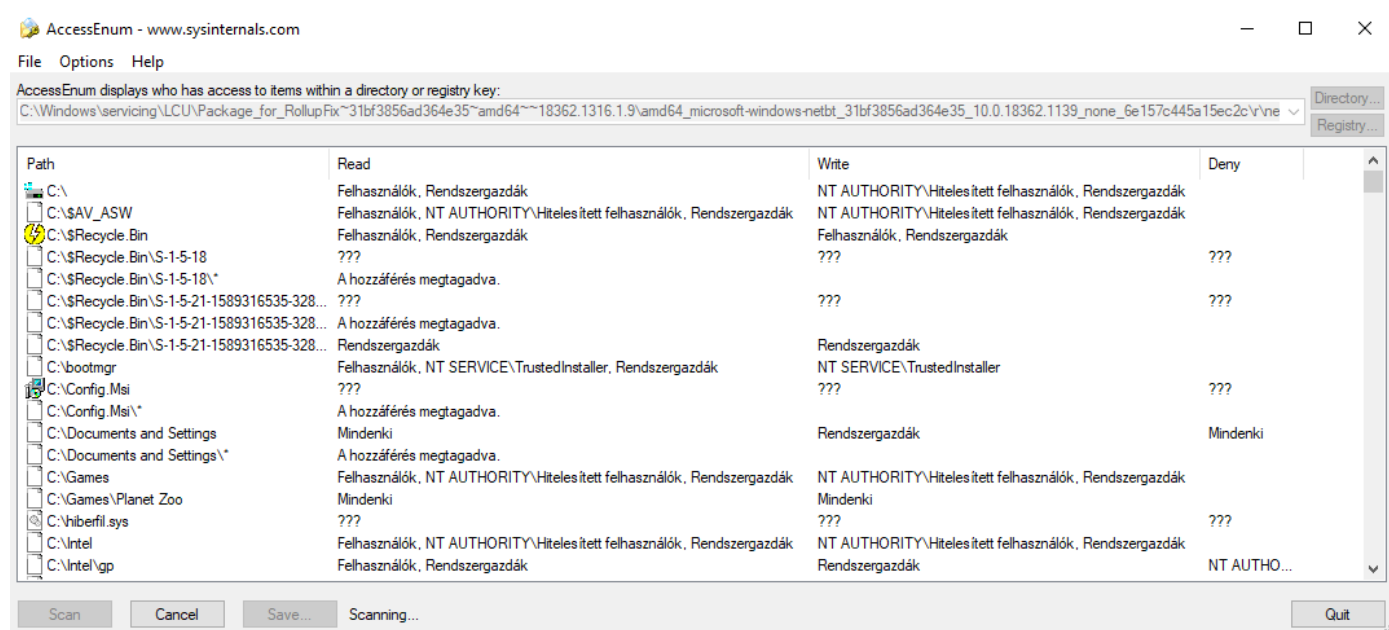 AccessEnum - www.sysinternals.com
File Options Help
AccessEnum displays who has access to items within a directory or registry key:
C:\Windows\servicing\LCU\Package_for_RollupFix~31bf3856ad364e35~amd64~~18362.1316.1.9\amd64_microsoft-windows-netbt_31bf3856ad364e35_10.0.18362.1139_none_6e157c445a15ec2c\r\ne Directory...
Registry...
Path Read Write Deny
C:\ Felhasználók, Rendszergazdák NT AUTHORITY\Hitelesített felhasználók, Rendszergazdák
C:\$AV_ASW Felhasználók, NT AUTHORITY\Hitelesített felhasználók, Rendszergazdák NT AUTHORITY\Hitelesített felhasználók, Rendszergazdák
C:\$Recycle.Bin Felhasználók, Rendszergazdák Felhasználók, Rendszergazdák
C:\$Recycle.Bin\S-1-5-18 ??? ??? ???
C:\$Recycle.Bin\S-1-5-18\* A hozzáférés megtagadva.
C:\$Recycle.Bin\S-1-5-21-1589316535-328... ??? ??? ???
C:\$Recycle.Bin\S-1-5-21-1589316535-328... A hozzáférés megtagadva.
C:\$Recycle.Bin\S-1-5-21-1589316535-328... Rendszergazdák Rendszergazdák
C:\bootmgr Felhasználók, NT SERVICE\TrustedInstaller, Rendszergazdák NT SERVICE\TrustedInstaller
C:\Config.Msi ??? ??? ???
C:\Config.Msi\* A hozzáférés megtagadva.
C:\Documents and Settings Mindenki Rendszergazdák Mindenki
C:\Documents and Settings\* A hozzáférés megtagadva.
C:\Games Felhasználók, NT AUTHORITY\Hitelesített felhasználók, Rendszergazdák NT AUTHORITY\Hitelesített felhasználók, Rendszergazdák
C:\Games\Planet Zoo Mindenki Mindenki
C:\hiberfil.sys ??? ??? ???
C:\Intel Felhasználók, NT AUTHORITY\Hitelesített felhasználók, Rendszergazdák NT AUTHORITY\Hitelesített felhasználók, Rendszergazdák
C:\Intel\gp Felhasználók, Rendszergazdák Rendszergazdák NT AUTHO...
Scan Cancel Save... Scanning... Quit